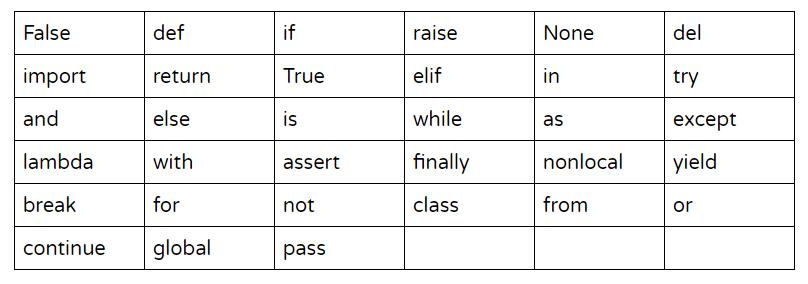 False def if raise None del
import return True elif in try
and else is while as except
lambda with assert finally nonlocal yield
break for not class from or
continue global pass